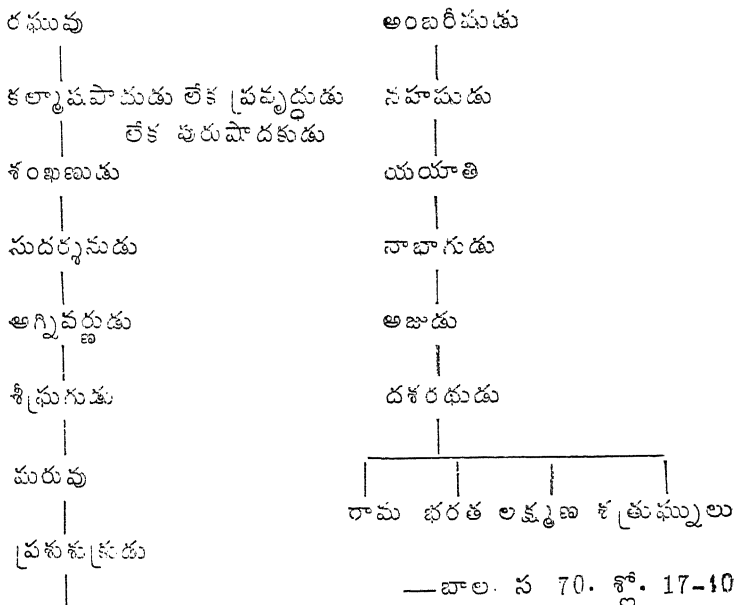 రఘువు
కల్మాషపాదుడు లేక ప్రవృద్ధుడు
లేక పురుషాదకుడు
శంఖణుడు
సుదర్శనుడు
అగ్నివర్ణుడు
శీఘ్రగుడు
మరువు
ప్రశుశ్రుకుడు
అంబరీషుడు
నహషుడు
యయాతి
నాభాగుడు
అజుడు
దశరథుడు
రామ భరత లక్ష్మణ శత్రుఘ్నులు
—బాల. స 70. శ్లో. 17-40